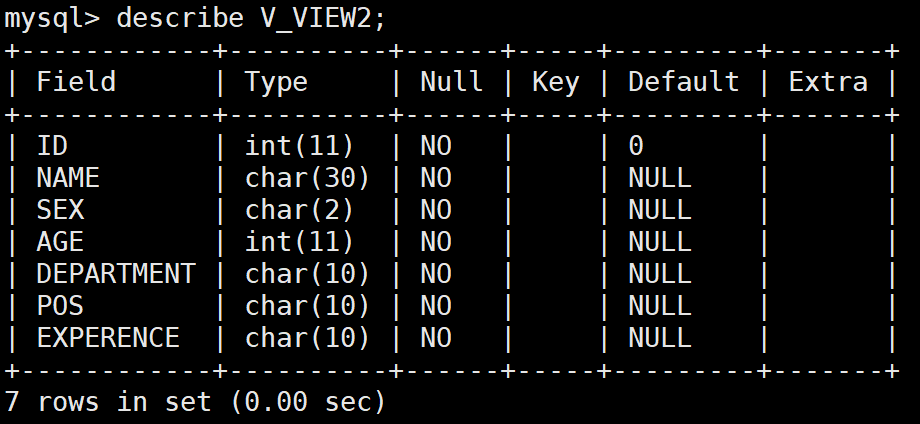 mysql> describe V_VIEW2;
+------------+----------+------+-----+---------+-------+
| Field      | Type     | Null | Key | Default | Extra |
+------------+----------+------+-----+---------+-------+
| ID         | int(11)  | NO   |     | 0       |       |
| NAME       | char(30) | NO   |     | NULL    |       |
| SEX        | char(2)  | NO   |     | NULL    |       |
| AGE        | int(11)  | NO   |     | NULL    |       |
| DEPARTMENT | char(10) | NO   |     | NULL    |       |
| POS        | char(10) | NO   |     | NULL    |       |
| EXPERENCE  | char(10) | NO   |     | NULL    |       |
+------------+----------+------+-----+---------+-------+
7 rows in set (0.00 sec)